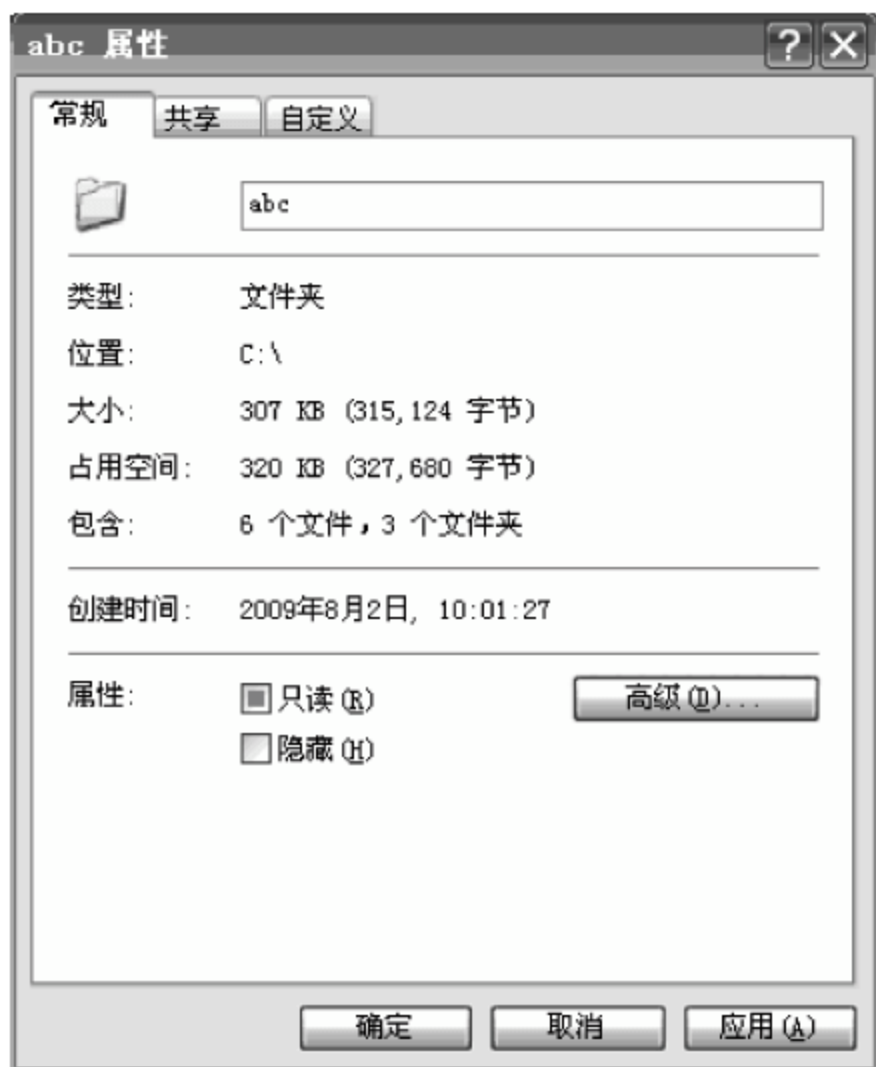 abc 属性
常规 共享 自定义
abc
类型: 文件夹
位置: C:\
大小: 307 KB (315,124 字节)
占用空间: 320 KB (327,680 字节)
包含: 6 个文件,3 个文件夹
创建时间: 2009年8月2日, 10:01:27
属性: 只读(R) 高级(D)...
隐藏(H)
确定 取消 应用(A)